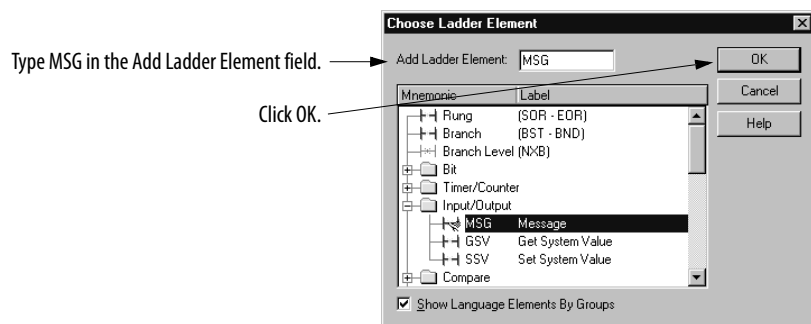 Choose Ladder Element
Type MSG in the Add Ladder Element field.
Add Ladder Element: MSG
OK
Click OK.
Cancel
Help
Mnemonic Label
Rung (SOR - EOR)
Branch (BST - BND)
Branch Level (NXB)
Bit
Timer/Counter
Input/Output
MSG Message
GSV Get System Value
SSV Set System Value
Compare
Show Language Elements By Groups